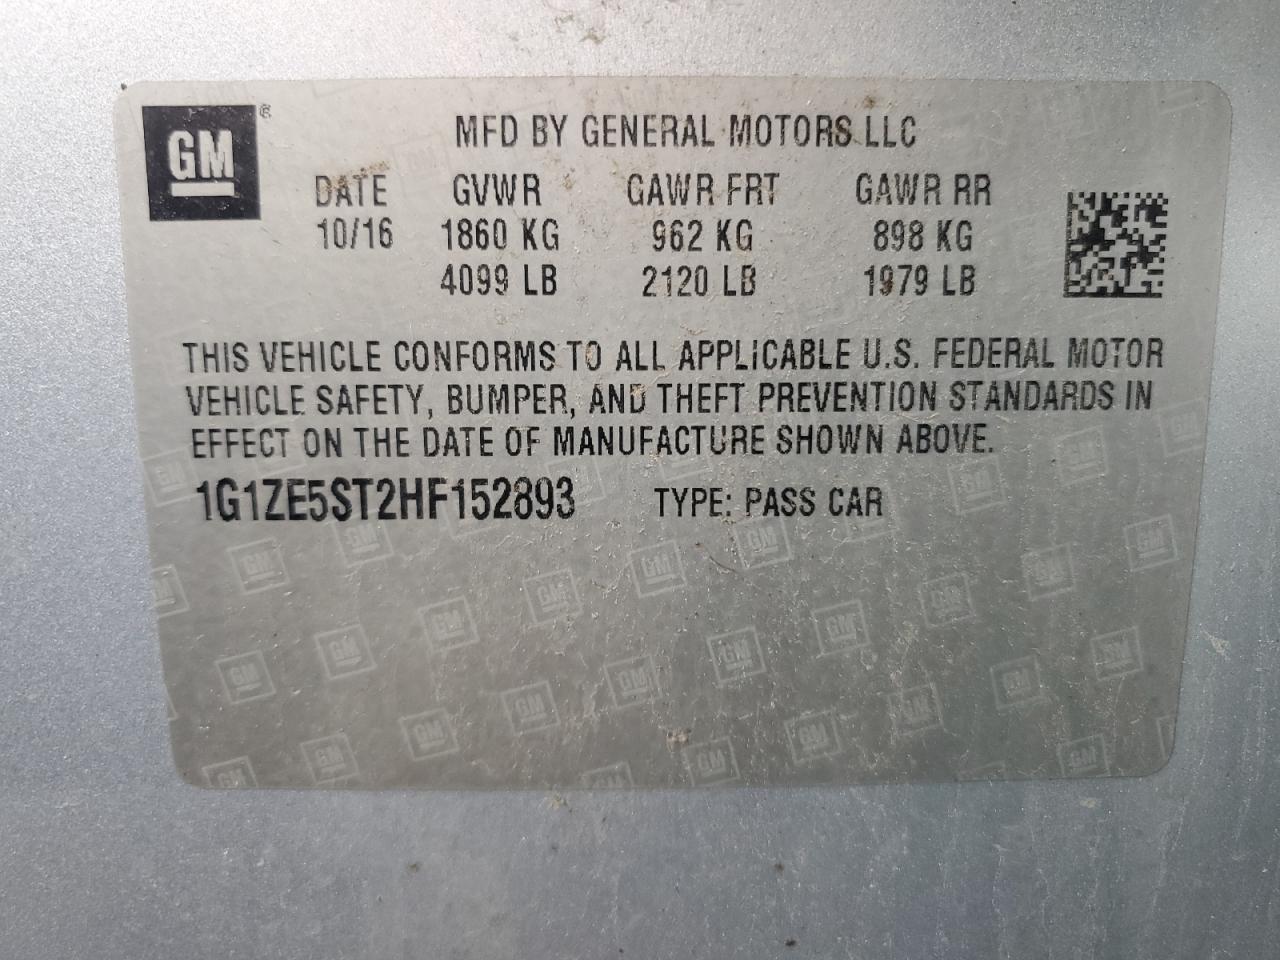 GM®
MFD BY GENERAL MOTORS LLC
DATE GVWR GAWR FRT GAWR RR
10/16 1860 KG 962 KG 898 KG
4099 LB 2120 LB 1979 LB
THIS VEHICLE CONFORMS TO ALL APPLICABLE U.S. FEDERAL MOTOR
VEHICLE SAFETY, BUMPER, AND THEFT PREVENTION STANDARDS IN
EFFECT ON THE DATE OF MANUFACTURE SHOWN ABOVE.
1G1ZE5ST2HF152893 TYPE: PASS CAR